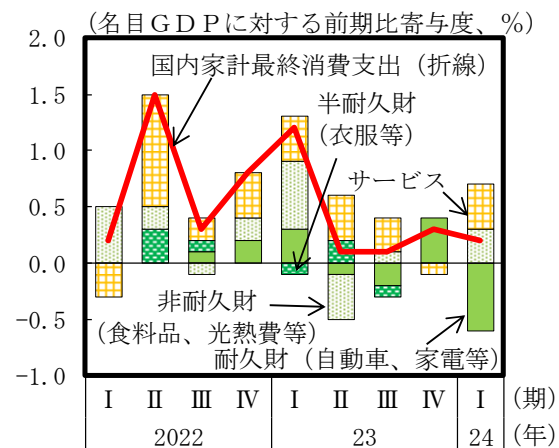 (名目ＧＤＰに対する前期比寄与度、％)
2.0
国内家計最終消費支出（折線）
1.5
半耐久財
（衣服等）
1.0
サービス
0.5
0.0
非耐久財
（食料品、光熱費等）
−0.5
耐久財（自動車、家電等）
−1.0
Ⅰ Ⅱ Ⅲ Ⅳ Ⅰ Ⅱ Ⅲ Ⅳ Ⅰ (期)
2022 23 24 (年)